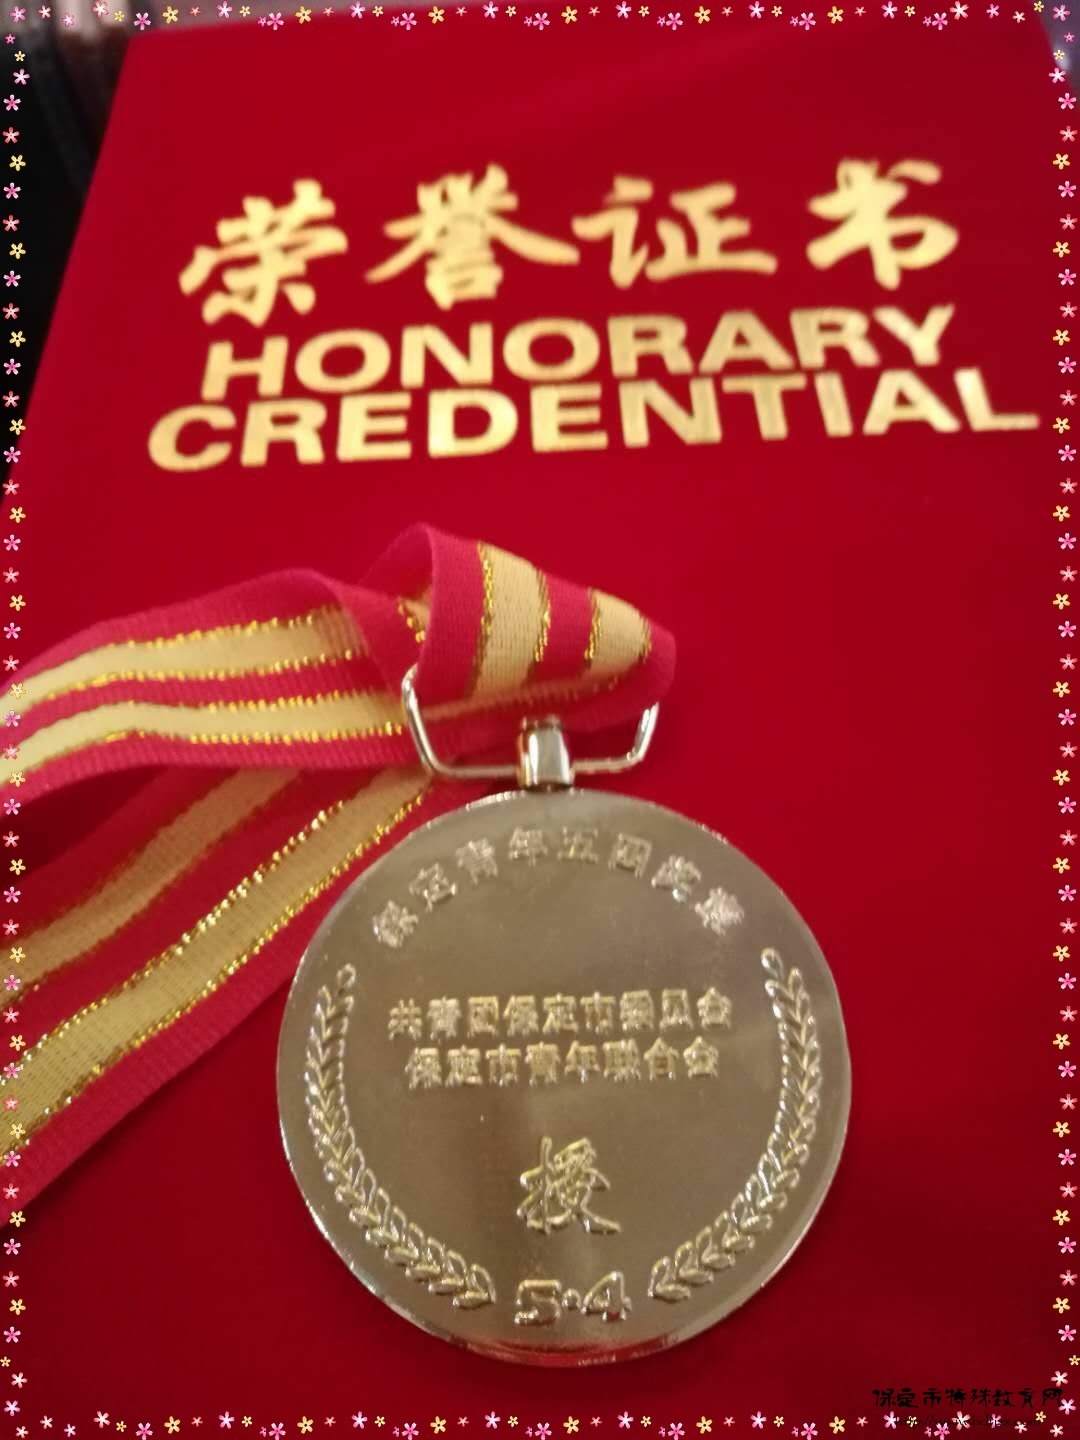 荣誉证书
HONORARY
CREDENTIAL
保定青年五四奖章
共青团保定市委员会
保定市青年联合会
授
5·4
保定市特殊教育网